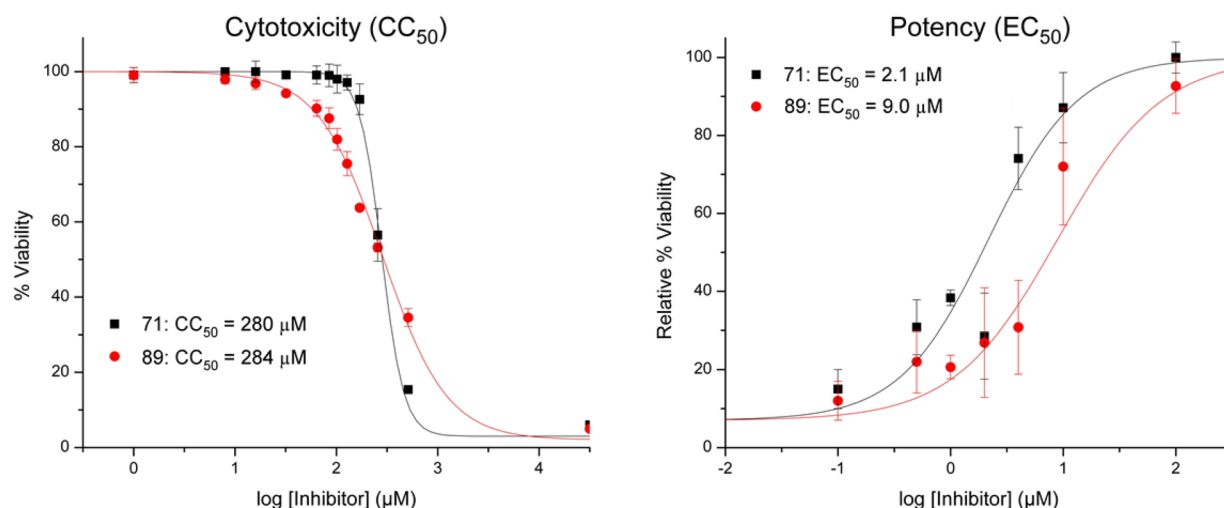 Cytotoxicity (CC₅₀)
% Viability
100
80
60
40
20
0
71: CC₅₀ = 280 μM
89: CC₅₀ = 284 μM
0 1 2 3 4
log [Inhibitor] (μM)
Potency (EC₅₀)
Relative % Viability
100
80
60
40
20
0
71: EC₅₀ = 2.1 μM
89: EC₅₀ = 9.0 μM
-2 -1 0 1 2
log [Inhibitor] (μM)